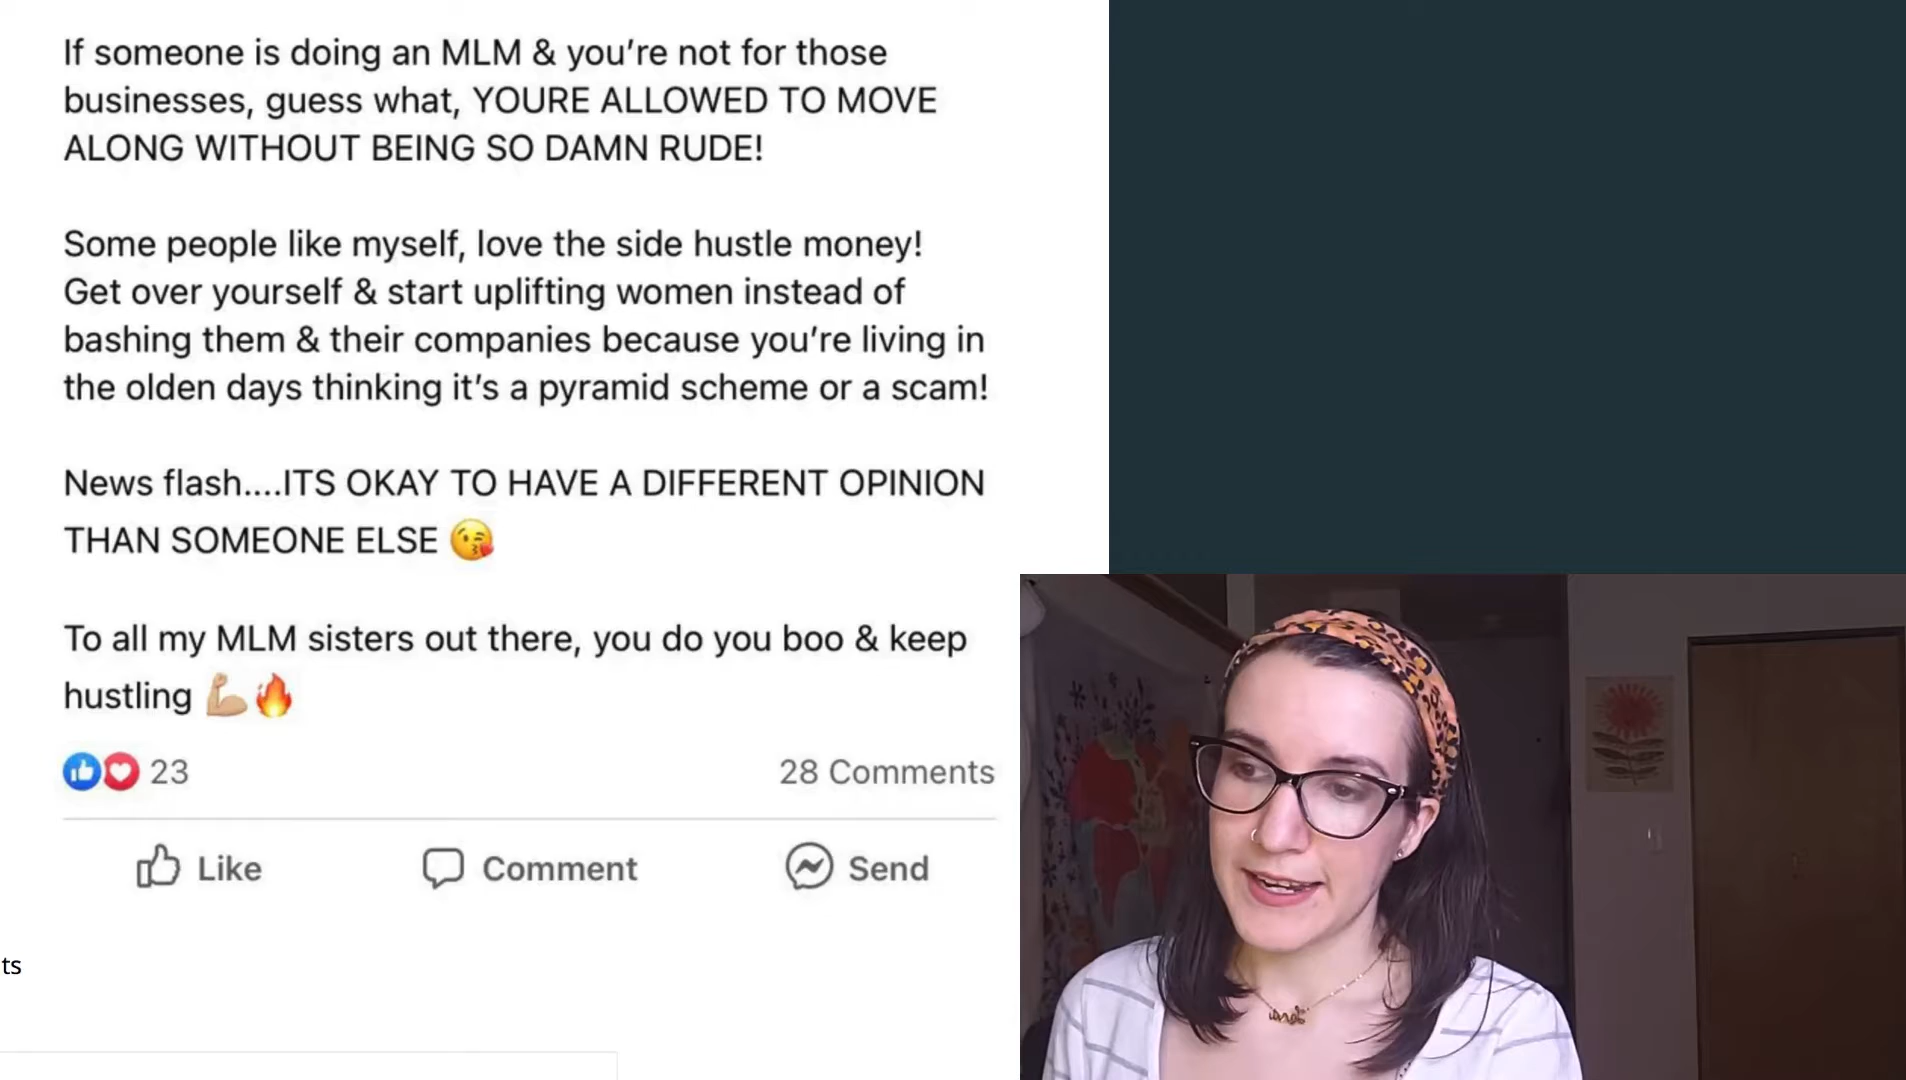 If someone is doing an MLM & you're not for those
businesses, guess what, YOURE ALLOWED TO MOVE
ALONG WITHOUT BEING SO DAMN RUDE!
Some people like myself, love the side hustle money!
Get over yourself & start uplifting women instead of
bashing them & their companies because you're living in
the olden days thinking it's a pyramid scheme or a scam!
News flash....ITS OKAY TO HAVE A DIFFERENT OPINION
THAN SOMEONE ELSE 😘
To all my MLM sisters out there, you do you boo & keep
hustling 💪🏼🔥
23
28 Comments
Like
Comment
Send
ts